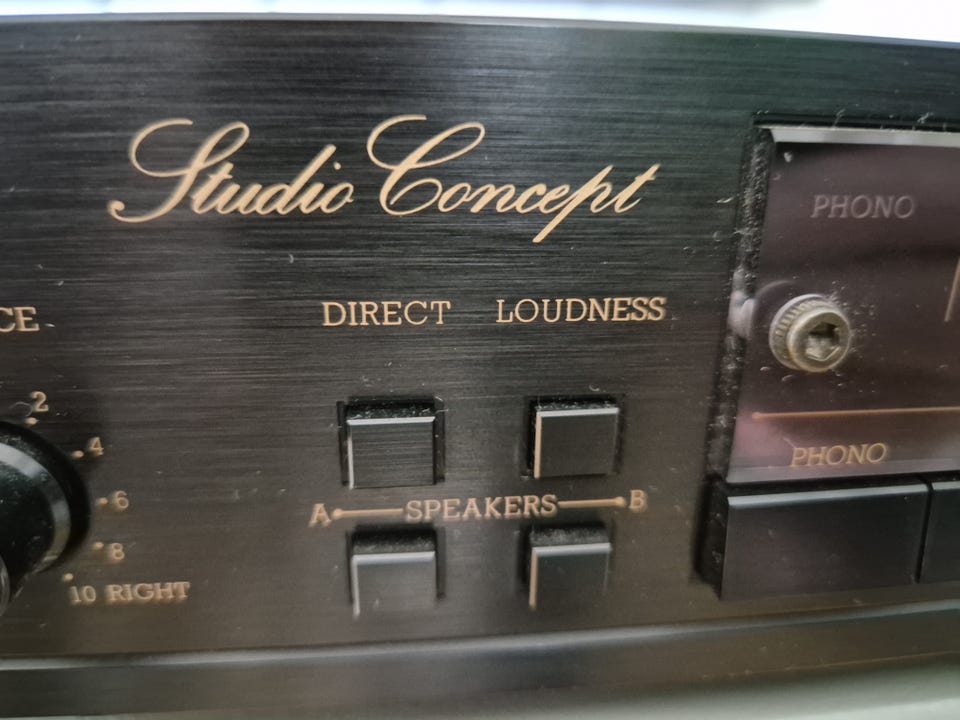 Studio Concept
PHONO
DIRECT LOUDNESS
CE
2
4
PHONO
6
A SPEAKERS B
8
10 RIGHT